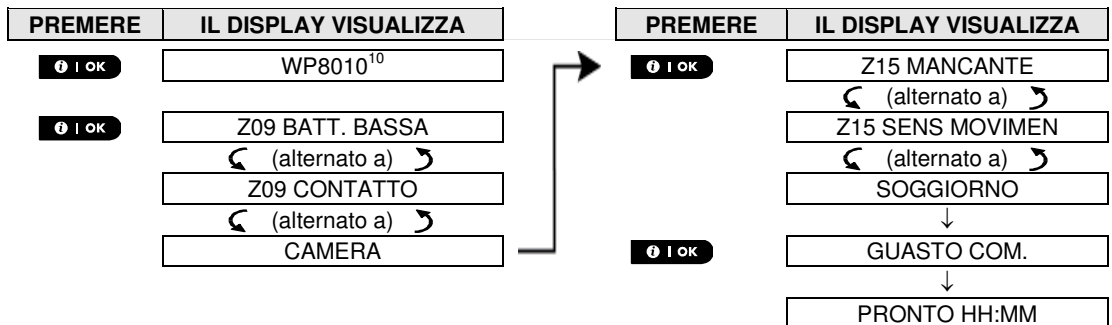 PREMERE IL DISPLAY VISUALIZZA
i | OK WP8010¹⁰
i | OK Z09 BATT. BASSA
(alternato a)
Z09 CONTATTO
(alternato a)
CAMERA
PREMERE IL DISPLAY VISUALIZZA
i | OK Z15 MANCANTE
(alternato a)
Z15 SENS MOVIMEN
(alternato a)
SOGGIORNO
↓
i | OK GUASTO COM.
↓
PRONTO HH:MM